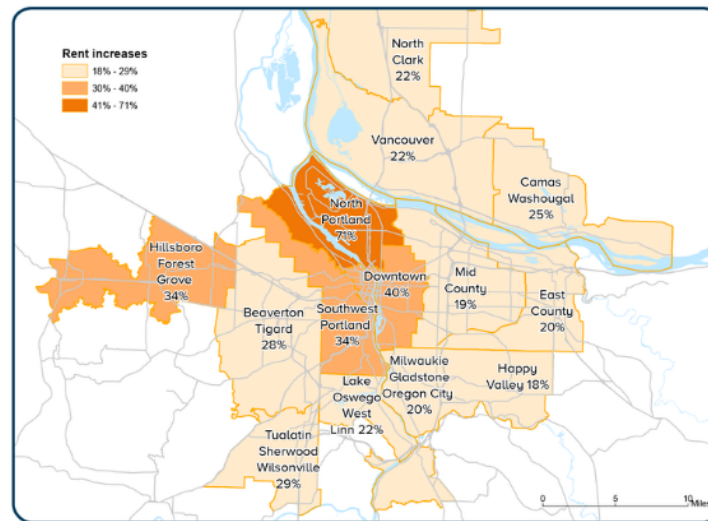 Rent increases
18% - 29%
30% - 40%
41% - 71%
North
Clark
22%
Vancouver
22%
Camas
Washougal
25%
North
Portland
71%
Hillsboro
Forest
Grove
34%
Downtown
40%
Mid
County
19%
East
County
20%
Beaverton
Tigard
28%
Southwest
Portland
34%
Milwaukie
Gladstone
Oregon City
20%
Happy
Valley 18%
Lake
Oswego
West
Linn 22%
Tualatin
Sherwood
Wilsonville
29%
0 5 10
Miles